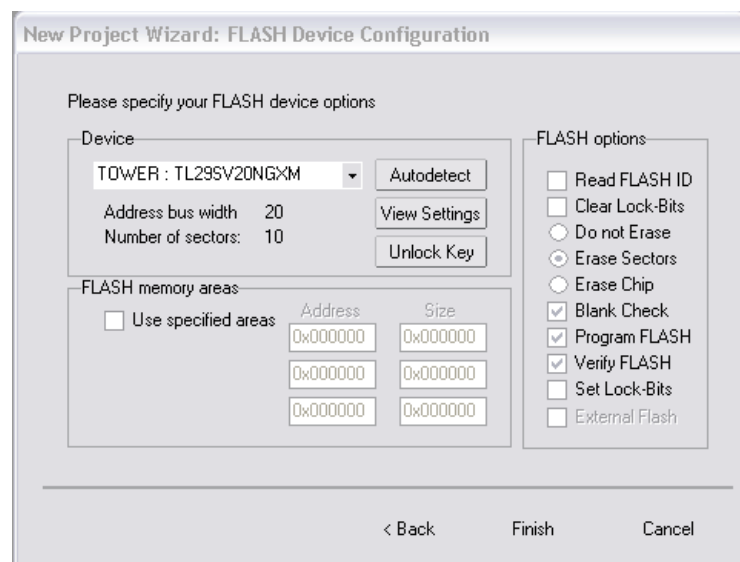 New Project Wizard: FLASH Device Configuration
Please specify your FLASH device options
Device
TOWER : TL29SV20NGXM
Autodetect
Address bus width 20
View Settings
Number of sectors: 10
Unlock Key
FLASH memory areas
Use specified areas
Address Size
0x000000 0x000000
0x000000 0x000000
0x000000 0x000000
FLASH options
Read FLASH ID
Clear Lock-Bits
Do not Erase
Erase Sectors
Erase Chip
Blank Check
Program FLASH
Verify FLASH
Set Lock-Bits
External Flash
< Back Finish Cancel